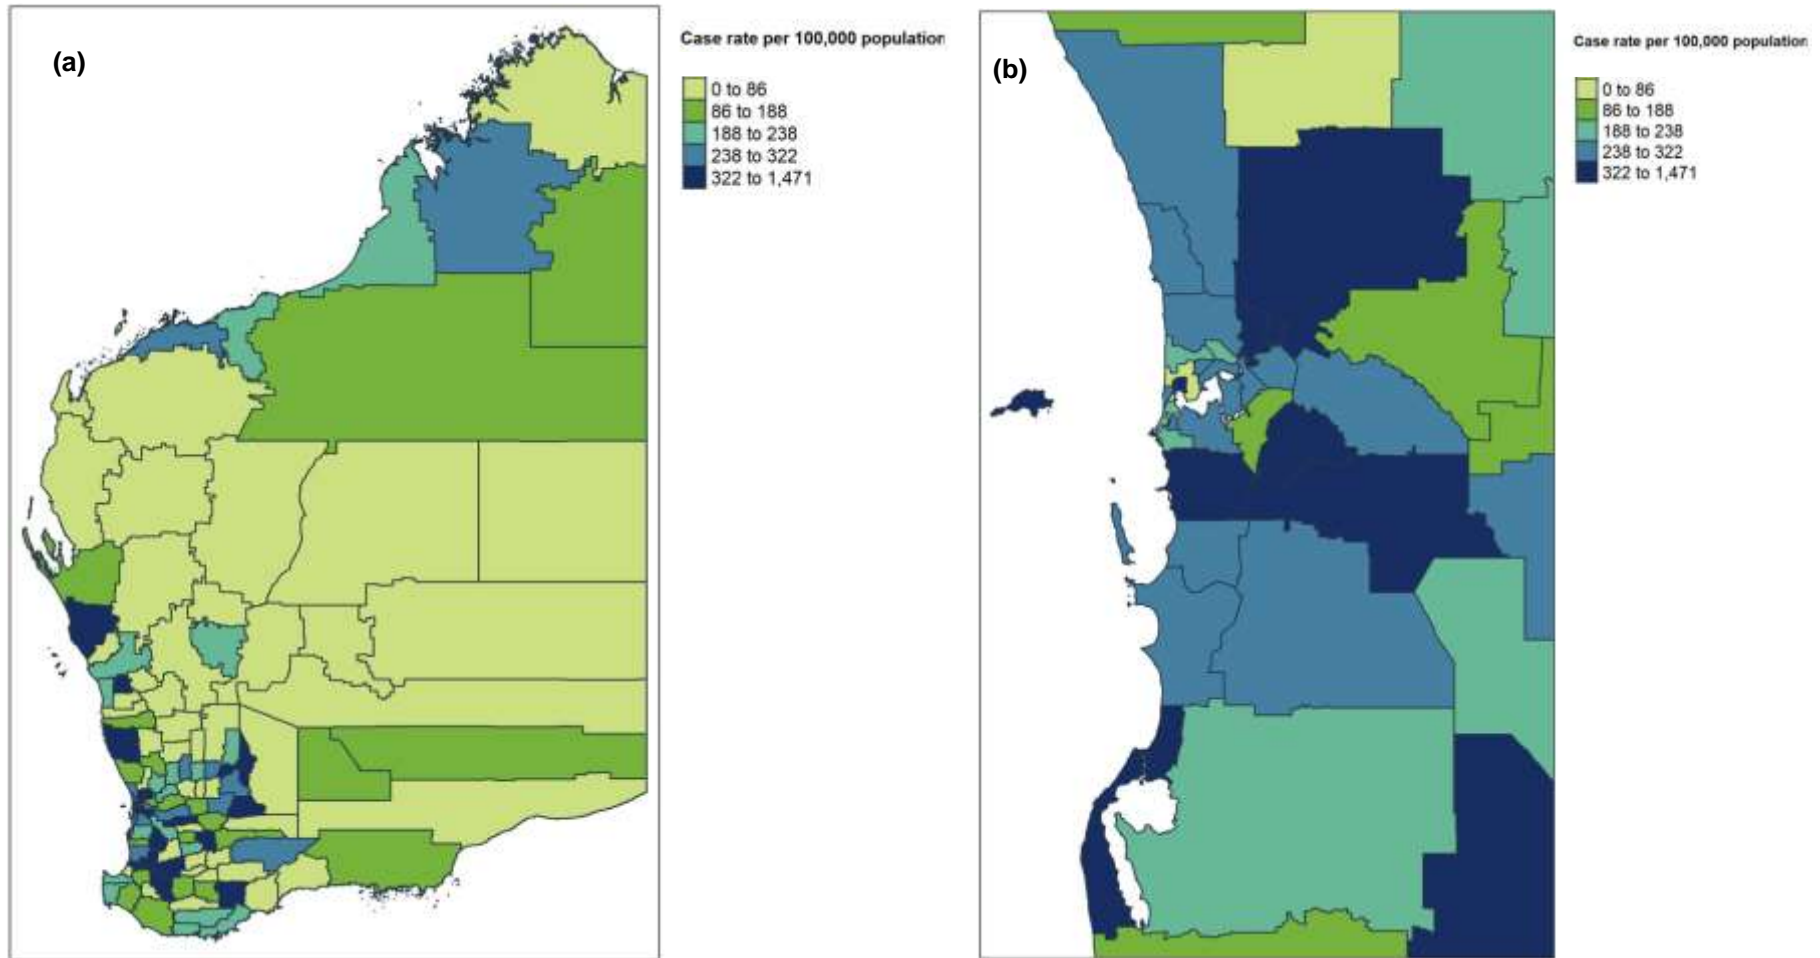 (a)
Case rate per 100,000 population
0 to 86
86 to 188
188 to 238
238 to 322
322 to 1,471
(b)
Case rate per 100,000 population
0 to 86
86 to 188
188 to 238
238 to 322
322 to 1,471